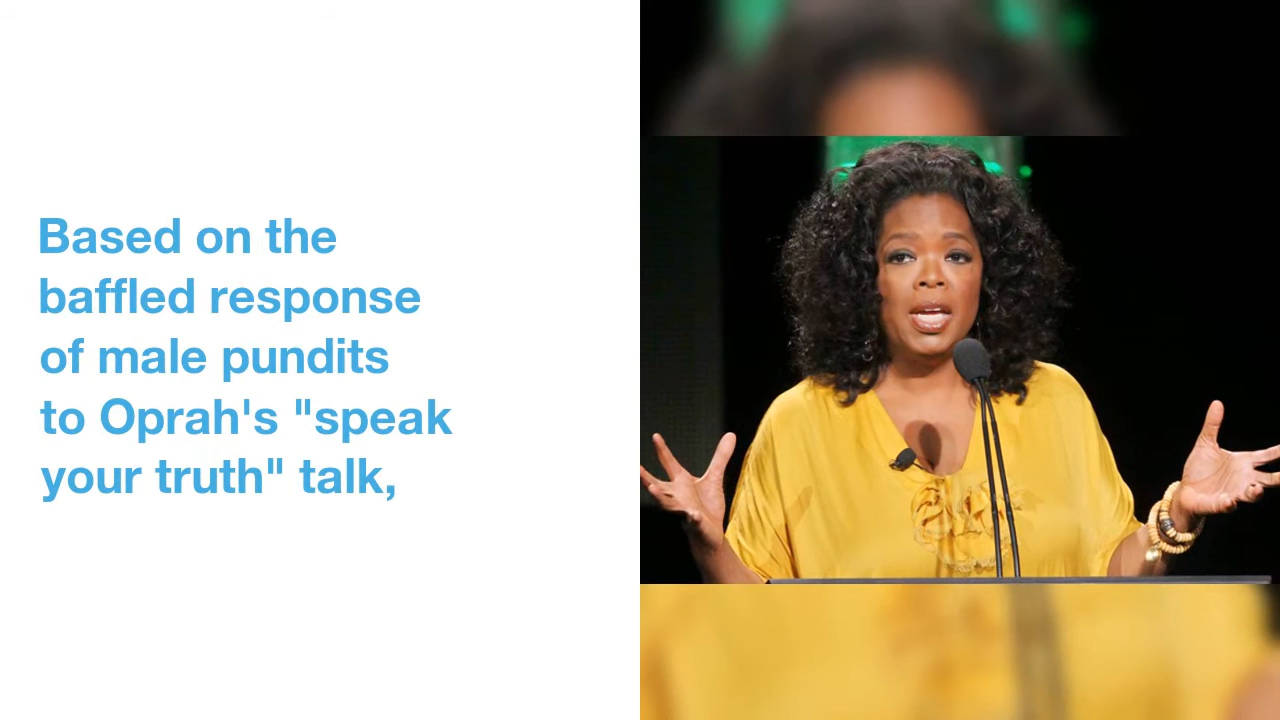 Based on the
baffled response
of male pundits
to Oprah's "speak
your truth" talk,